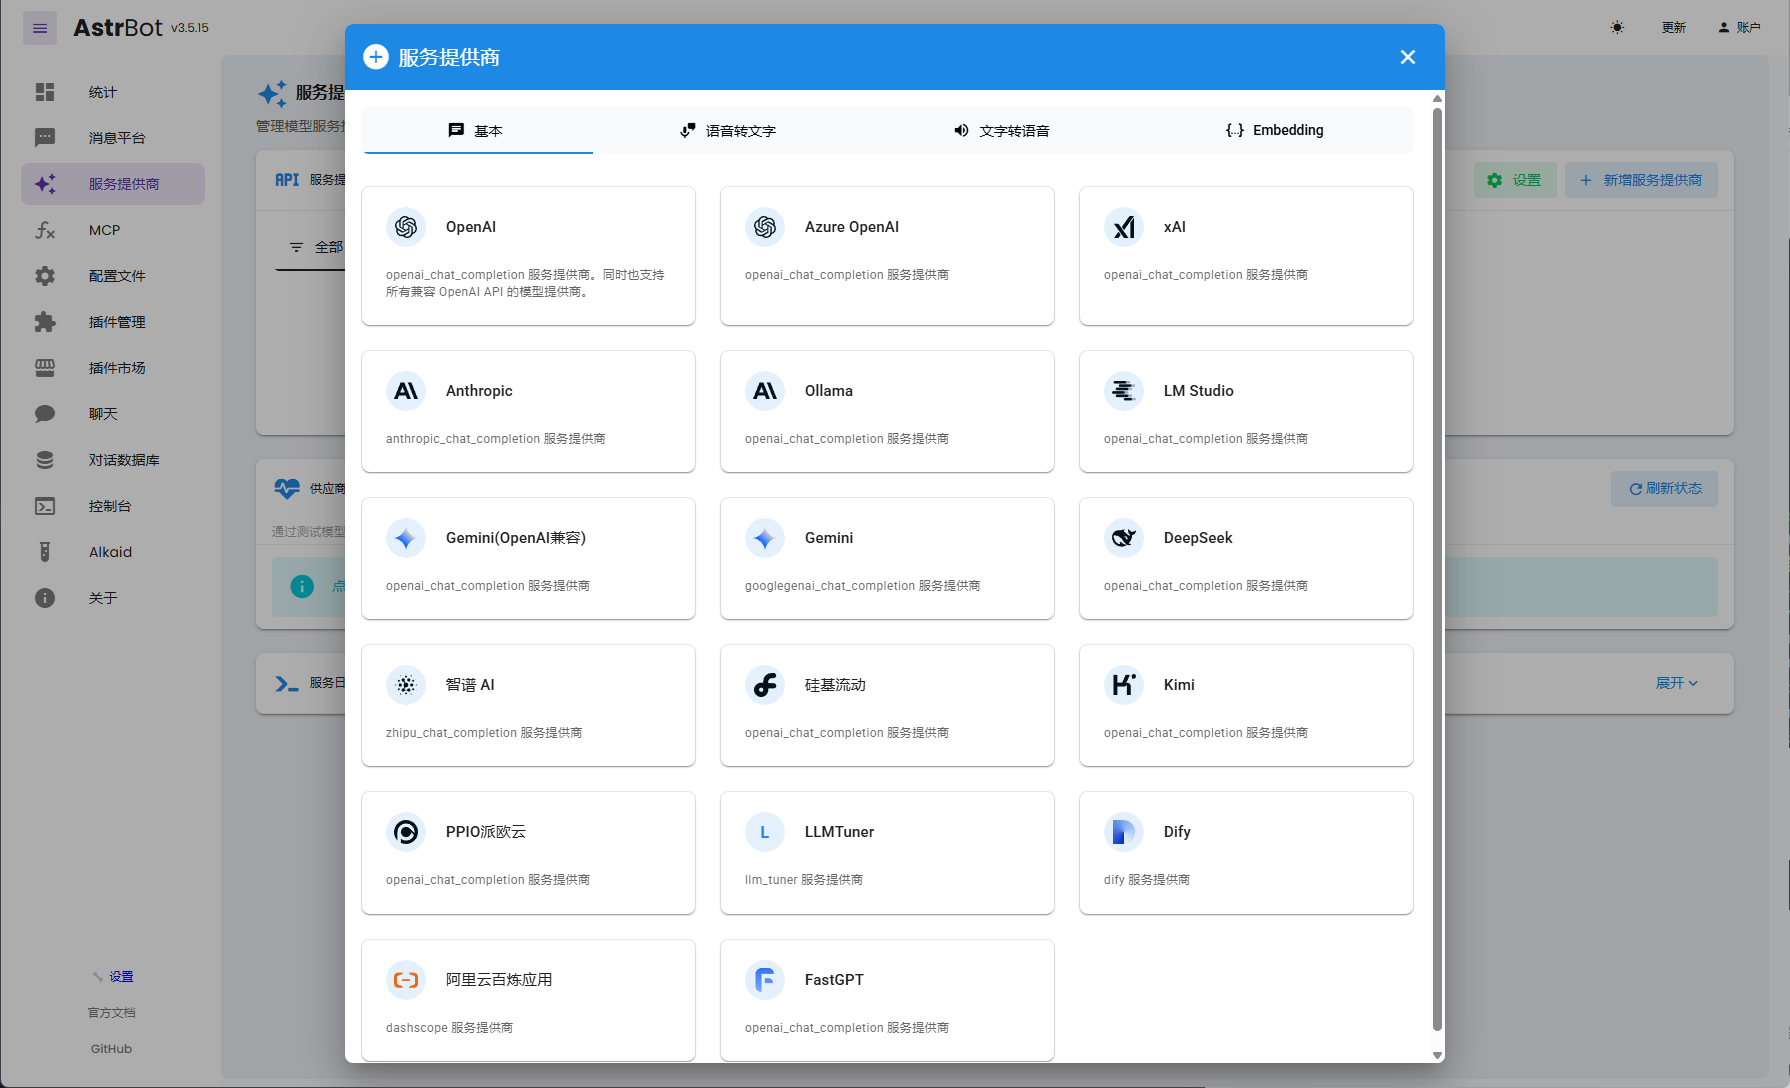 AstrBot v3.5.15
更新
账户
统计
消息平台
服务提供商
MCP
配置文件
插件管理
插件市场
聊天
对话数据库
控制台
Alkaid
关于
设置
官方文档
GitHub
服务提
管理模型服务
API 服务提
设置
新增服务提供商
全部
供应商
刷新状态
通过测试模型
点
服务日
展开
服务提供商
基本
语音转文字
文字转语音
Embedding
OpenAI
openai_chat_completion 服务提供商。同时也支持
所有兼容 OpenAI API 的模型提供商。
Azure OpenAI
openai_chat_completion 服务提供商
xAI
openai_chat_completion 服务提供商
Anthropic
anthropic_chat_completion 服务提供商
Ollama
openai_chat_completion 服务提供商
LM Studio
openai_chat_completion 服务提供商
Gemini(OpenAI兼容)
openai_chat_completion 服务提供商
Gemini
googlegenai_chat_completion 服务提供商
DeepSeek
openai_chat_completion 服务提供商
智谱 AI
zhipu_chat_completion 服务提供商
硅基流动
openai_chat_completion 服务提供商
Kimi
openai_chat_completion 服务提供商
PPIO派欧云
openai_chat_completion 服务提供商
L
LLMTuner
llm_tuner 服务提供商
Dify
dify 服务提供商
阿里云百炼应用
dashscope 服务提供商
FastGPT
openai_chat_completion 服务提供商